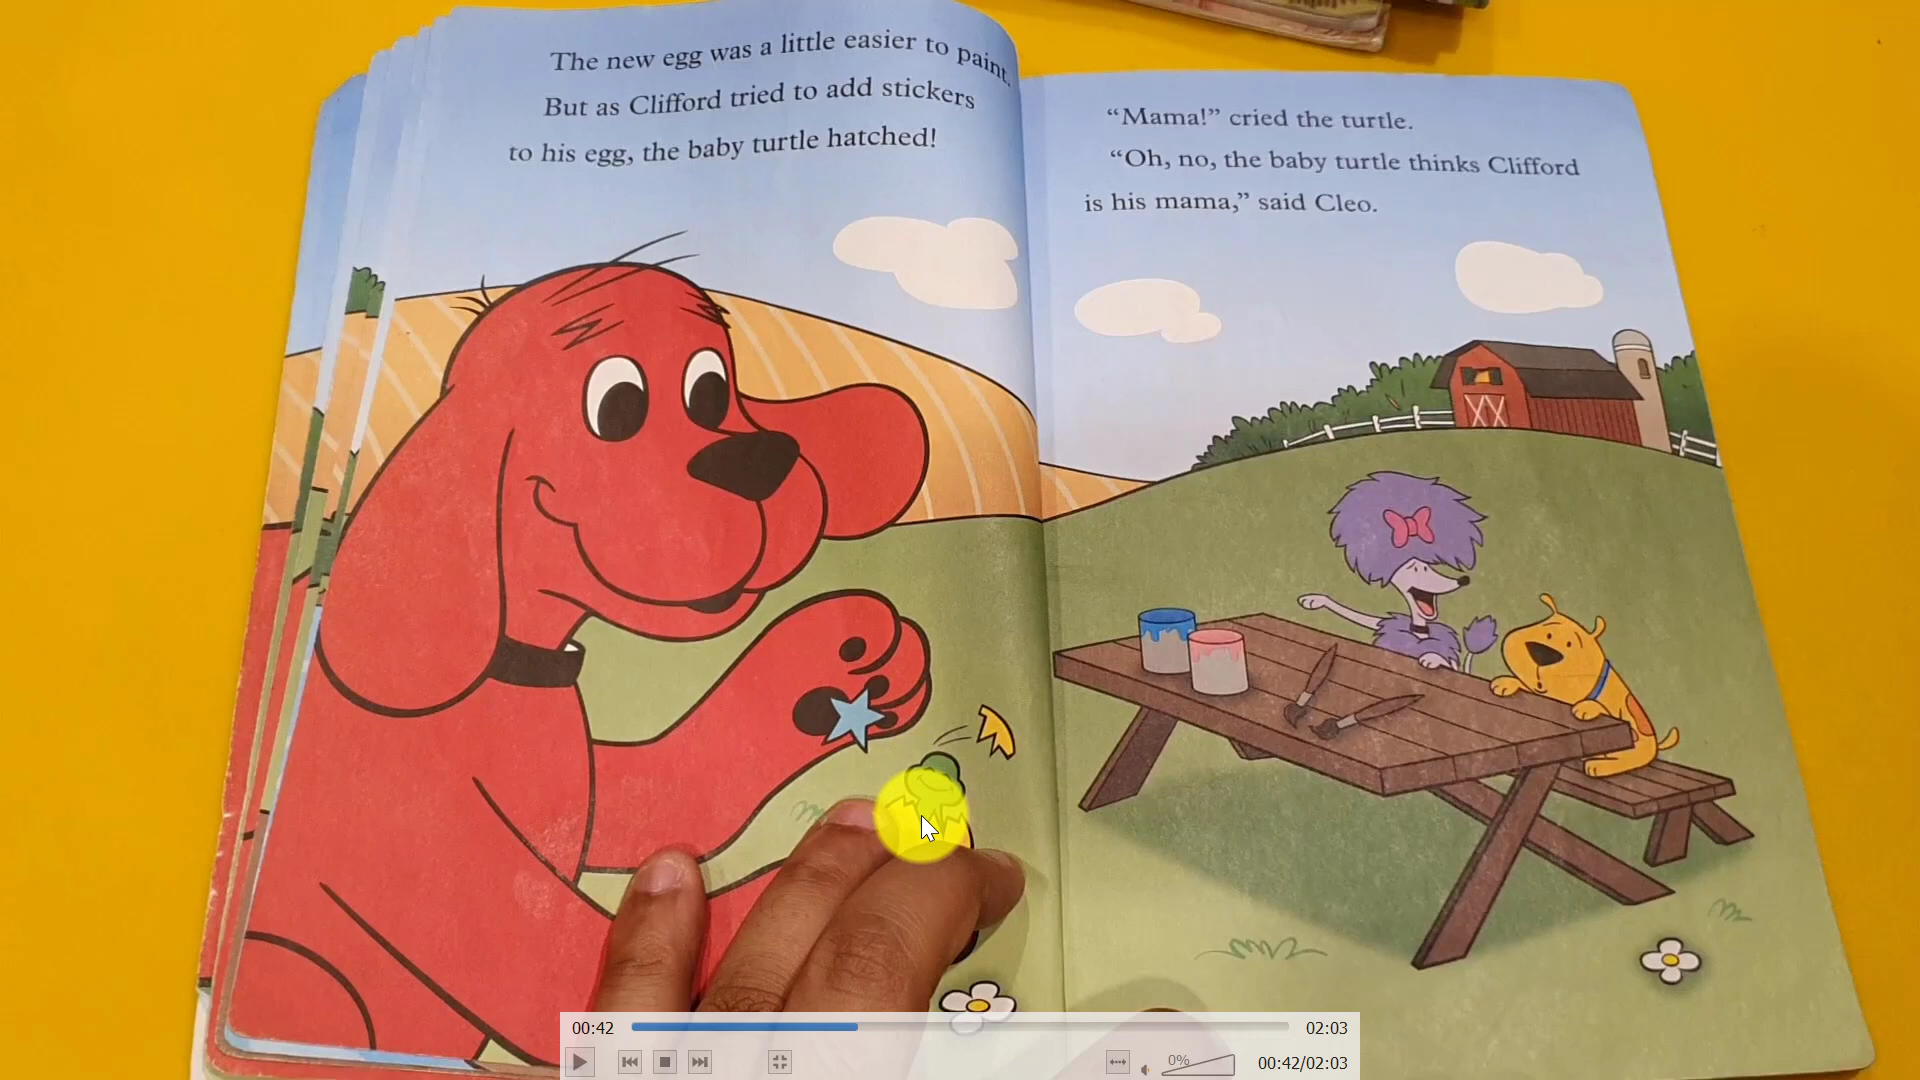 The new egg was a little easier to paint.
But as Clifford tried to add stickers
to his egg, the baby turtle hatched!
“Mama!” cried the turtle.
“Oh, no, the baby turtle thinks Clifford
is his mama,” said Cleo.
00:42
02:03
0%
00:42/02:03